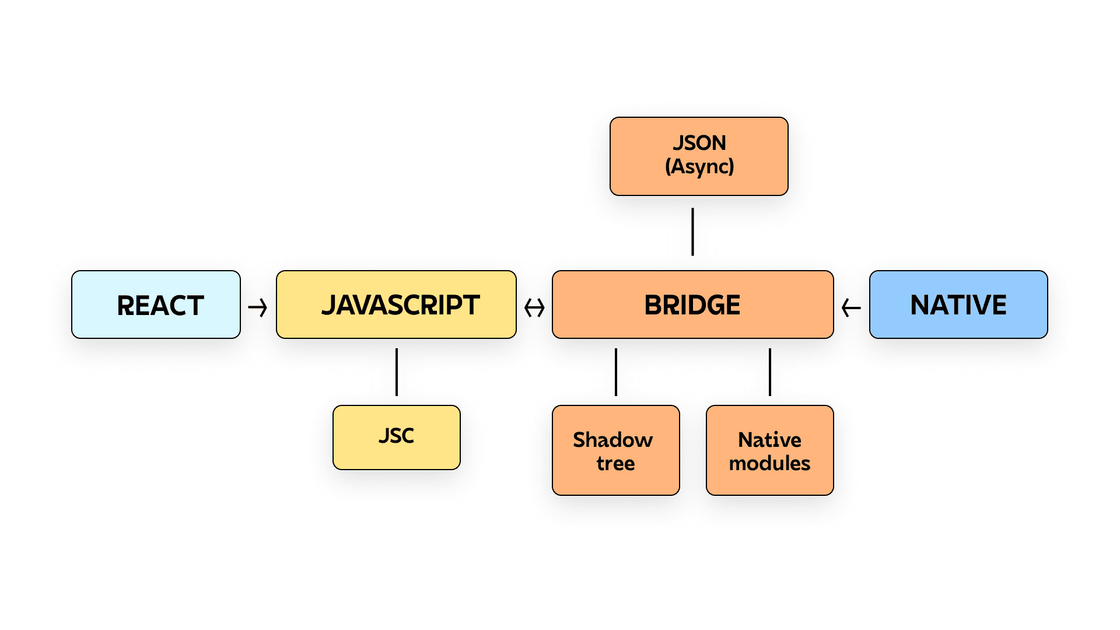 JSON
(Async)
REACT
JAVASCRIPT
BRIDGE
NATIVE
JSC
Shadow
tree
Native
modules